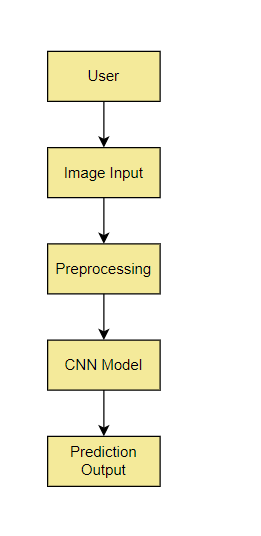 User
Image Input
Preprocessing
CNN Model
Prediction
Output